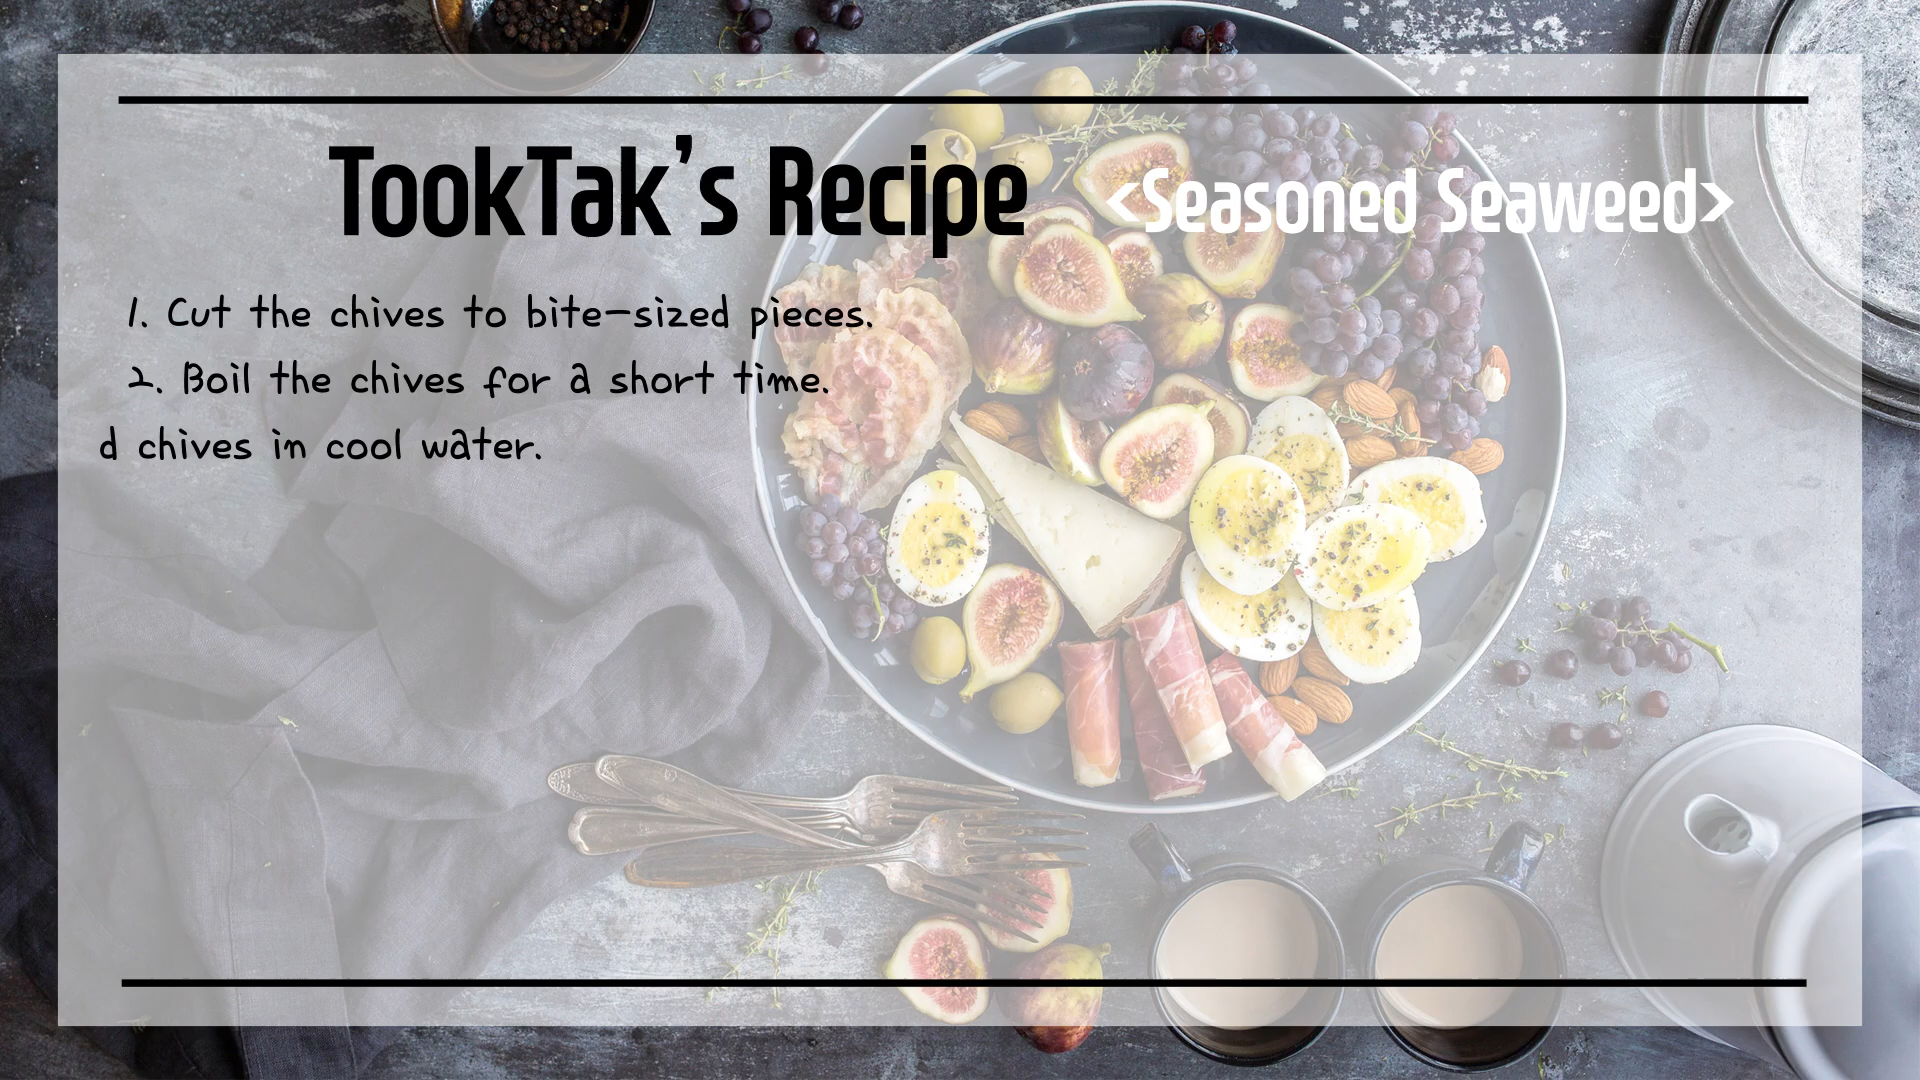 TookTak's Recipe <Seasoned Seaweed>
1. Cut the chives to bite-sized pieces.
2. Boil the chives for a short time.
d chives in cool water.